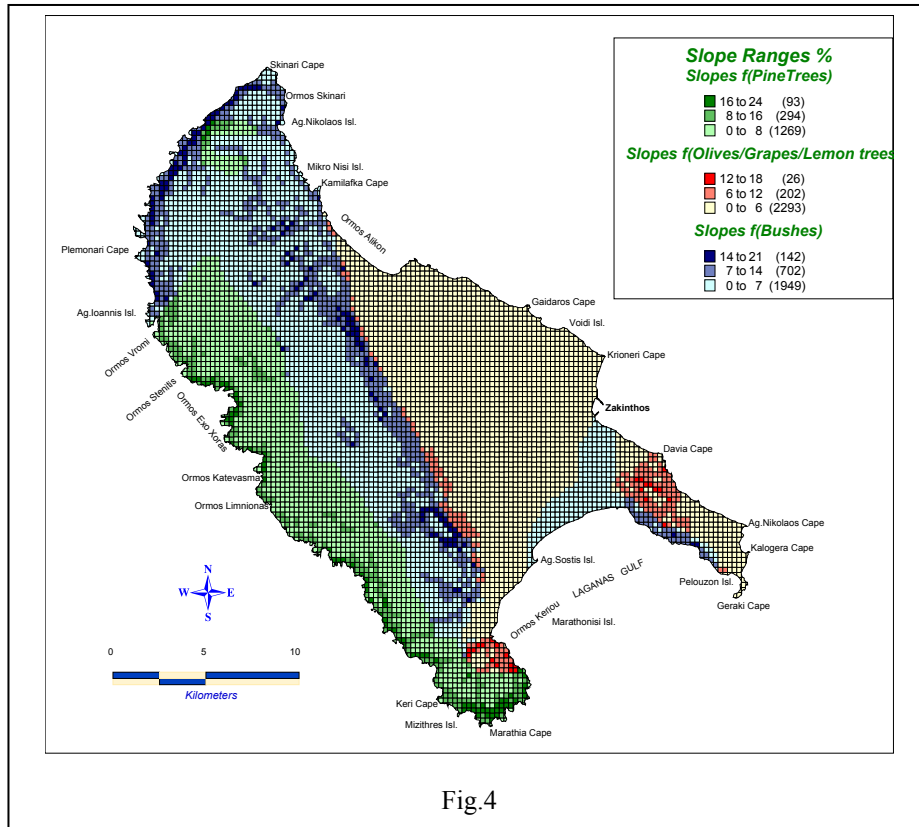 Slope Ranges %
Slopes f(PineTrees)
16 to 24 (93)
8 to 16 (294)
0 to 8 (1269)
Slopes f(Olives/Grapes/Lemon trees
12 to 18 (26)
6 to 12 (202)
0 to 6 (2293)
Slopes f(Bushes)
14 to 21 (142)
7 to 14 (702)
0 to 7 (1949)
Skinari Cape
Ormos Skinari
Ag.Nikolaos Isl.
Mikro Nisi Isl.
Kamilafka Cape
Ormos Alikon
Plemonari Cape
Gaidaros Cape
Ag.Ioannis Isl.
Voidi Isl.
Ormos Vromi
Krioneri Cape
Ormos Stenitis
Ormos Exo Xoras
Zakinthos
Davia Cape
Ormos Katevasma
Ormos Limnionas
Ag.Nikolaos Cape
Kalogera Cape
Ag.Sostis Isl.
LAGANAS GULF
Pelouzon Isl.
Geraki Cape
Ormos Keriou
Marathonisi Isl.
N
W E
S
0 5 10
Kilometers
Keri Cape
Mizithres Isl.
Marathia Cape
Fig.4